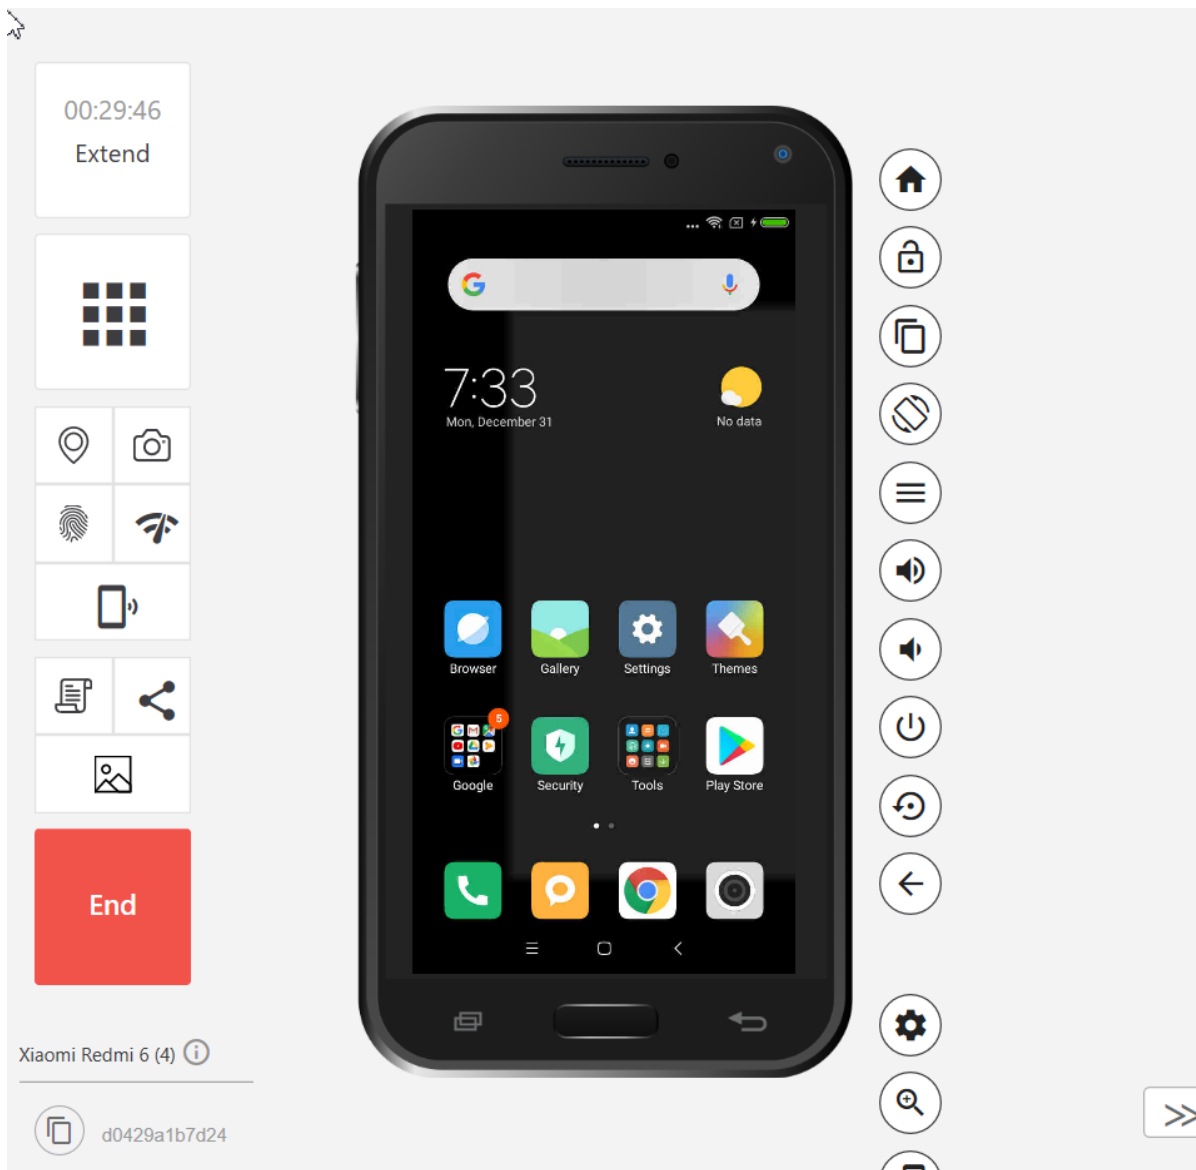 00:29:46
Extend
End
Xiaomi Redmi 6 (4)
d0429a1b7d24
7:33
Mon, December 31
No data
Browser
Gallery
Settings
Themes
5
Google
Security
Tools
Play Store